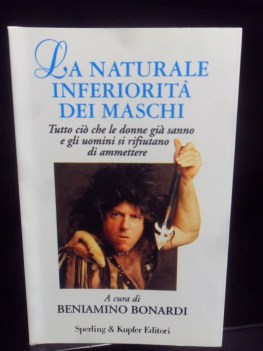 LA NATURALE
INFERIORITÀ
DEI MASCHI
Tutto ciò che le donne già sanno
e gli uomini si rifiutano
di ammettere
A cura di
BENIAMINO BONARDI
Sperling & Kupfer Editori